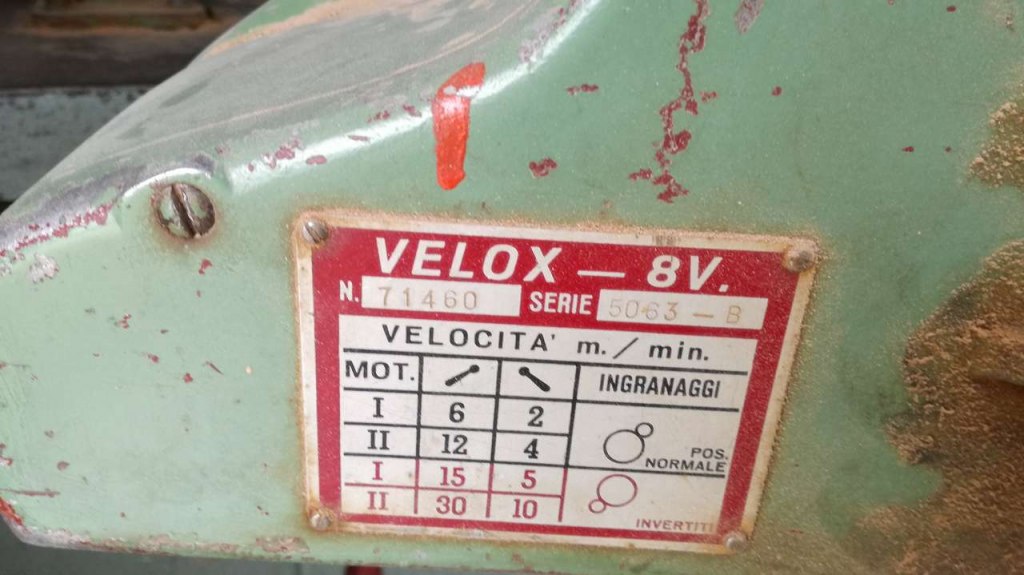 VELOX — 8V.
N. 71460 SERIE 5063 — B
VELOCITA' m./min.
MOT. INGRANAGGI
I 6 2
II 12 4
POS. NORMALE
I 15 5
II 30 10
INVERTITI